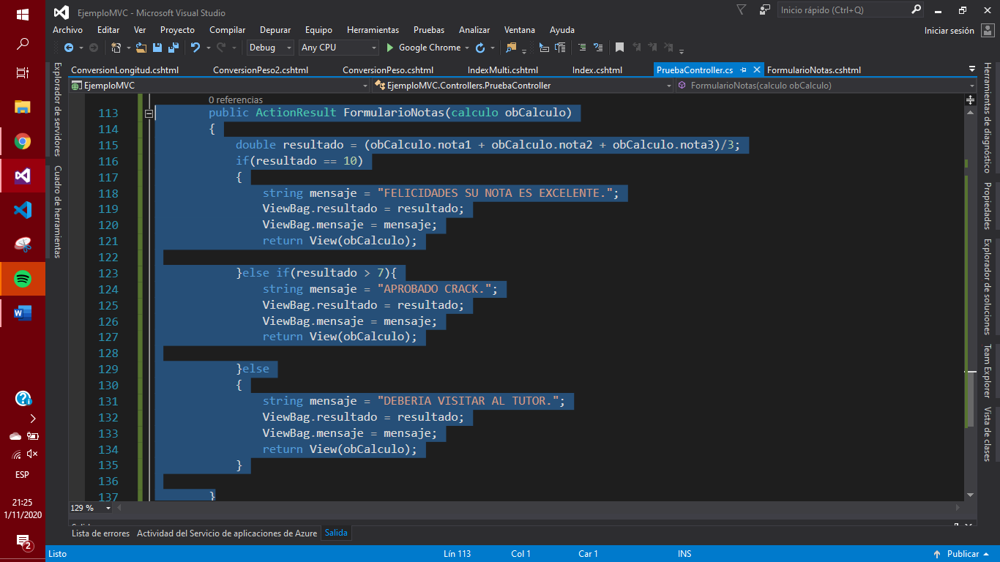 EjemploMVC - Microsoft Visual Studio
Inicio rápido (Ctrl+Q)
Archivo Editar Ver Proyecto Compilar Depurar Equipo Herramientas Pruebas Analizar Ventana Ayuda
Iniciar sesión
Debug Any CPU Google Chrome
ConversionLongitud.cshtml ConversionPeso2.cshtml ConversionPeso.cshtml IndexMulti.cshtml Index.cshtml PruebaController.cs FormularioNotas.cshtml
EjemploMVC EjemploMVC.Controllers.PruebaController FormularioNotas(calculo obCalculo)
Explorador de servidores
Cuadro de herramientas
0 referencias
113 public ActionResult FormularioNotas(calculo obCalculo)
114 {
115 double resultado = (obCalculo.nota1 + obCalculo.nota2 + obCalculo.nota3)/3;
116 if(resultado == 10)
117 {
118 string mensaje = "FELICIDADES SU NOTA ES EXCELENTE.";
119 ViewBag.resultado = resultado;
120 ViewBag.mensaje = mensaje;
121 return View(obCalculo);
122
123 }else if(resultado > 7){
124 string mensaje = "APROBADO CRACK.";
125 ViewBag.resultado = resultado;
126 ViewBag.mensaje = mensaje;
127 return View(obCalculo);
128
129 }else
130 {
131 string mensaje = "DEBERIA VISITAR AL TUTOR.";
132 ViewBag.resultado = resultado;
133 ViewBag.mensaje = mensaje;
134 return View(obCalculo);
135 }
136
137 }
Herramientas de diagnóstico
Propiedades
Explorador de soluciones
Team Explorer
Vista de clases
129 %
Salida
Lista de errores Actividad del Servicio de aplicaciones de Azure Salida
Listo Lín 113 Col 1 Car 1 INS Publicar
ESP
21:25
1/11/2020
2